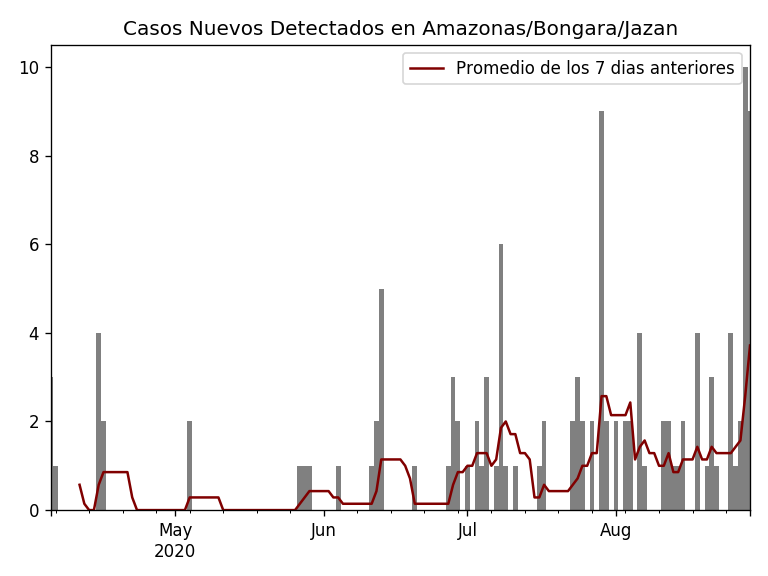 Casos Nuevos Detectados en Amazonas/Bongara/Jazan
Promedio de los 7 dias anteriores
10
8
6
4
2
0
May
2020
Jun
Jul
Aug